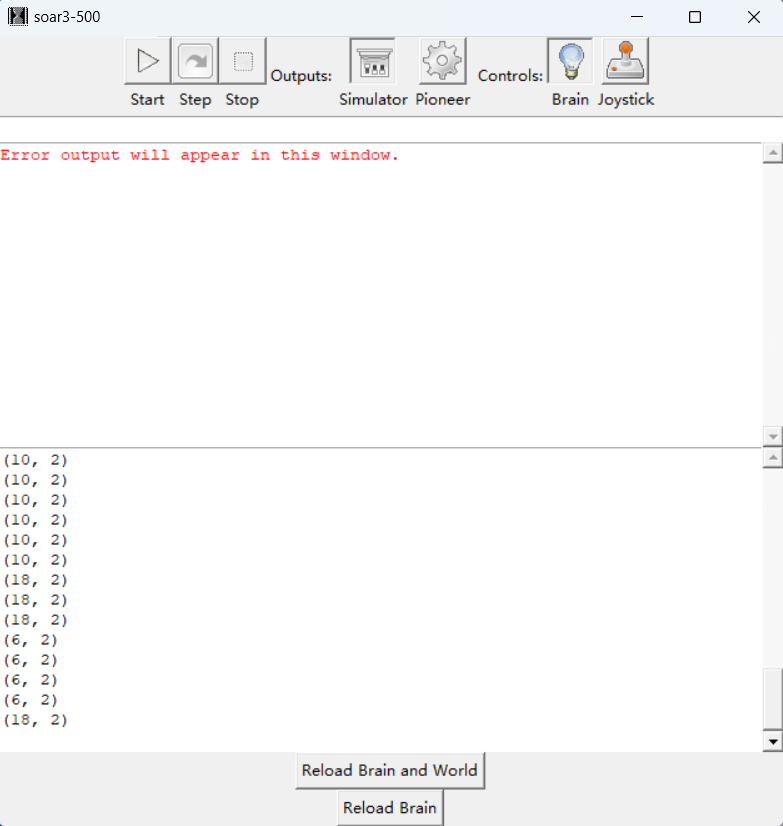 soar3-500
Outputs: Controls:
Start Step Stop Simulator Pioneer Brain Joystick
Error output will appear in this window.
(10, 2)
(10, 2)
(10, 2)
(10, 2)
(10, 2)
(10, 2)
(18, 2)
(18, 2)
(18, 2)
(6, 2)
(6, 2)
(6, 2)
(6, 2)
(18, 2)
Reload Brain and World
Reload Brain